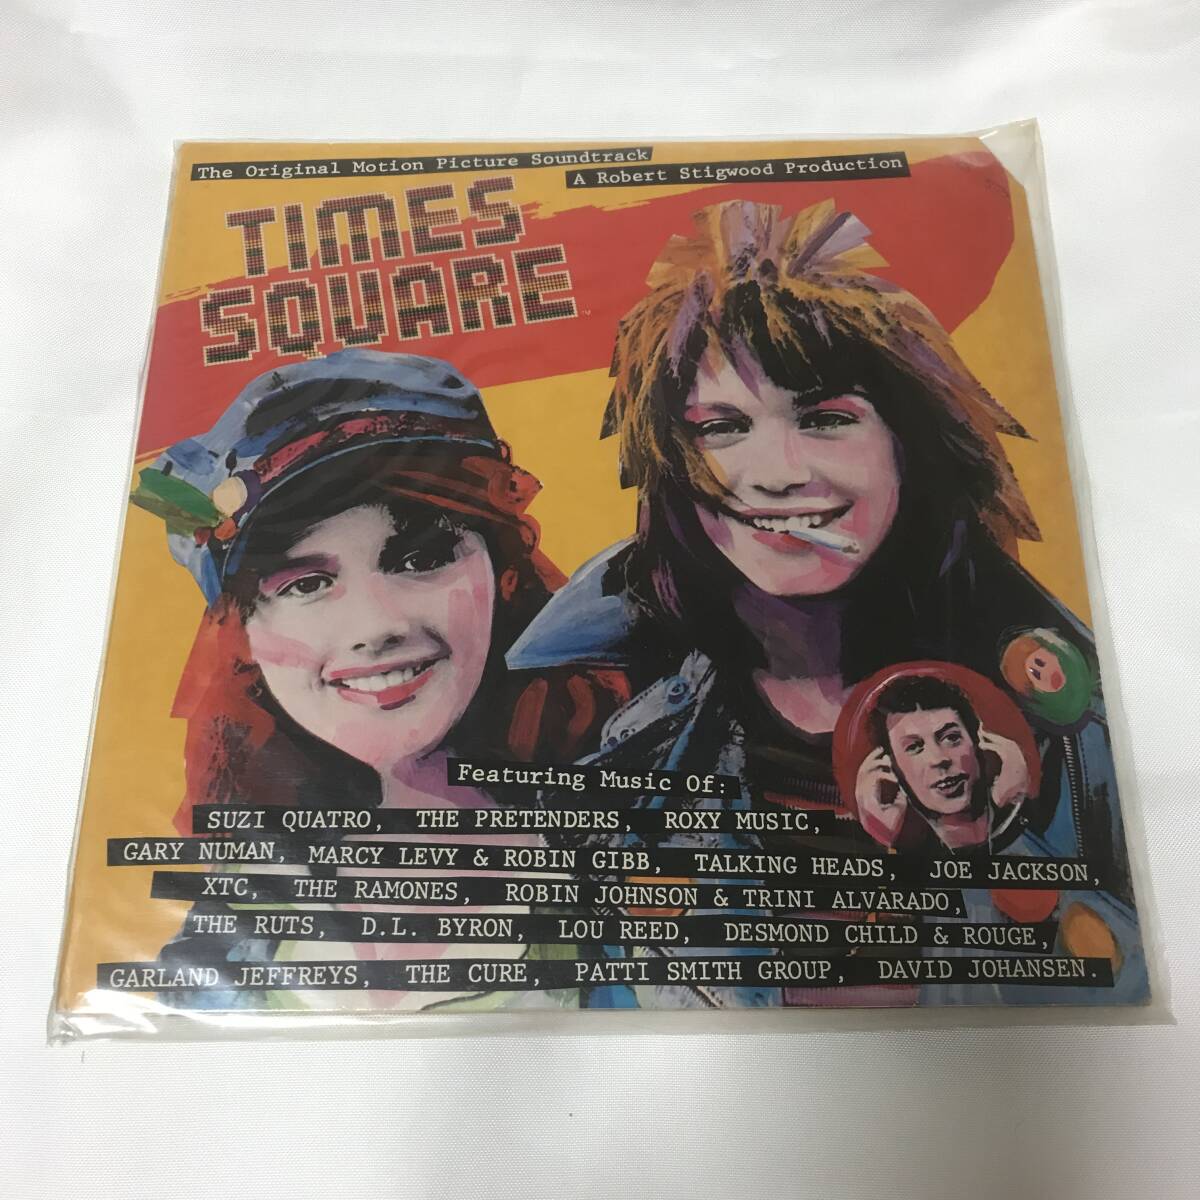 The Original Motion Picture Soundtrack
A Robert Stigwood Production
TIMES
SQUARE™
Featuring Music Of:
SUZI QUATRO, THE PRETENDERS, ROXY MUSIC,
GARY NUMAN, MARCY LEVY & ROBIN GIBB, TALKING HEADS, JOE JACKSON,
XTC, THE RAMONES, ROBIN JOHNSON & TRINI ALVARADO,
THE RUTS, D.L. BYRON, LOU REED, DESMOND CHILD & ROUGE,
GARLAND JEFFREYS, THE CURE, PATTI SMITH GROUP, DAVID JOHANSEN.